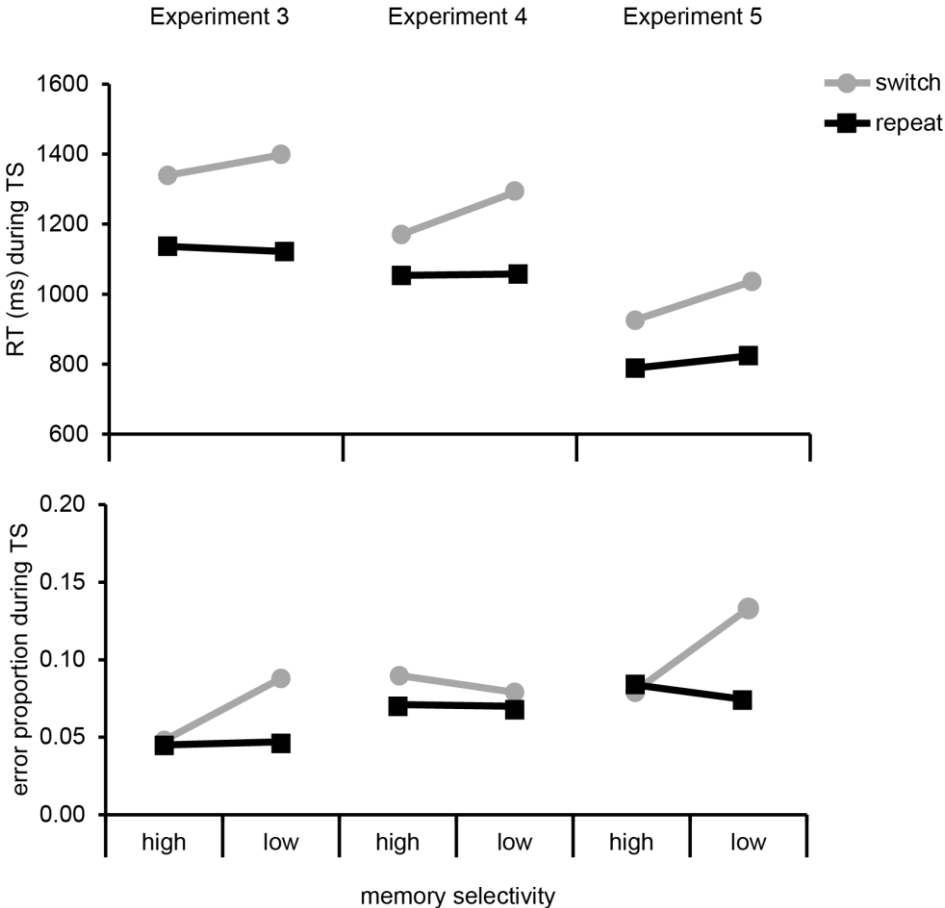 Experiment 3 Experiment 4 Experiment 5
switch
repeat
RT (ms) during TS
1600
1400
1200
1000
800
600
error proportion during TS
0.20
0.15
0.10
0.05
0.00
high low high low high low
memory selectivity